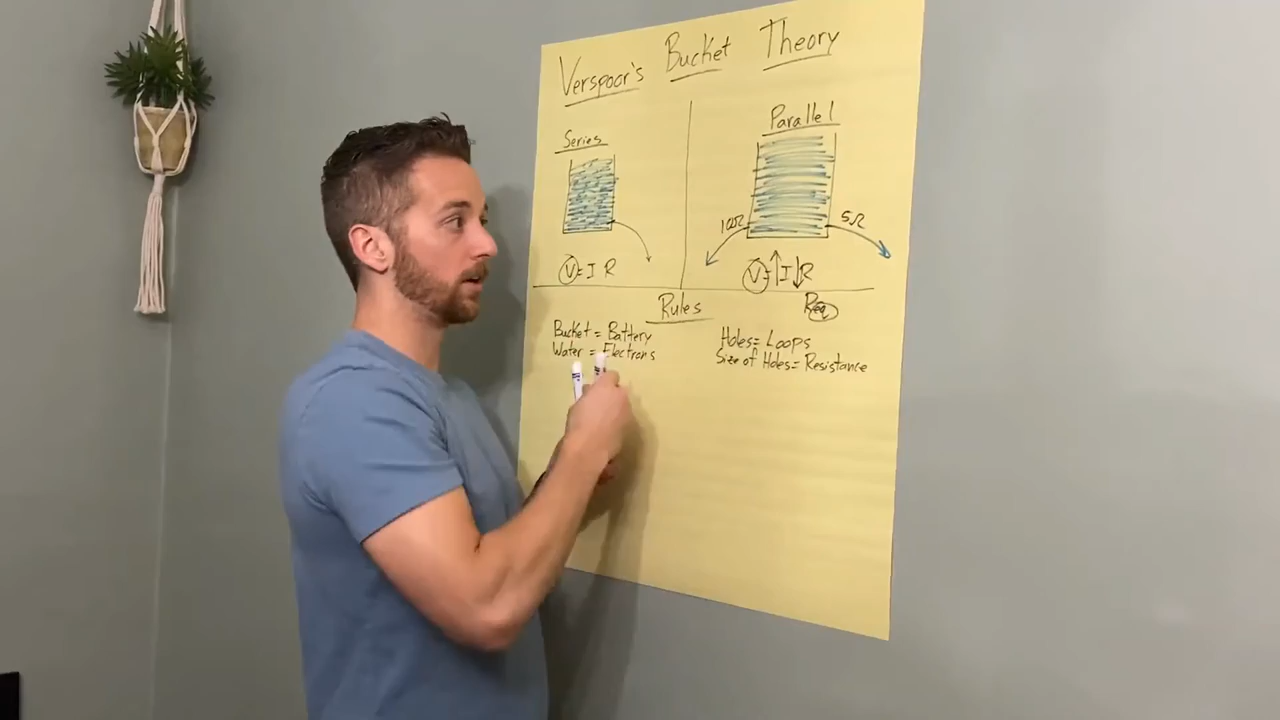 Verspoor's Bucket Theory
Series
V = I R
Parallel
10Ω
5Ω
V = ↑I ↓R
Req
Rules
Bucket = Battery
Water = Electrons
Holes = Loops
Size of Holes = Resistance